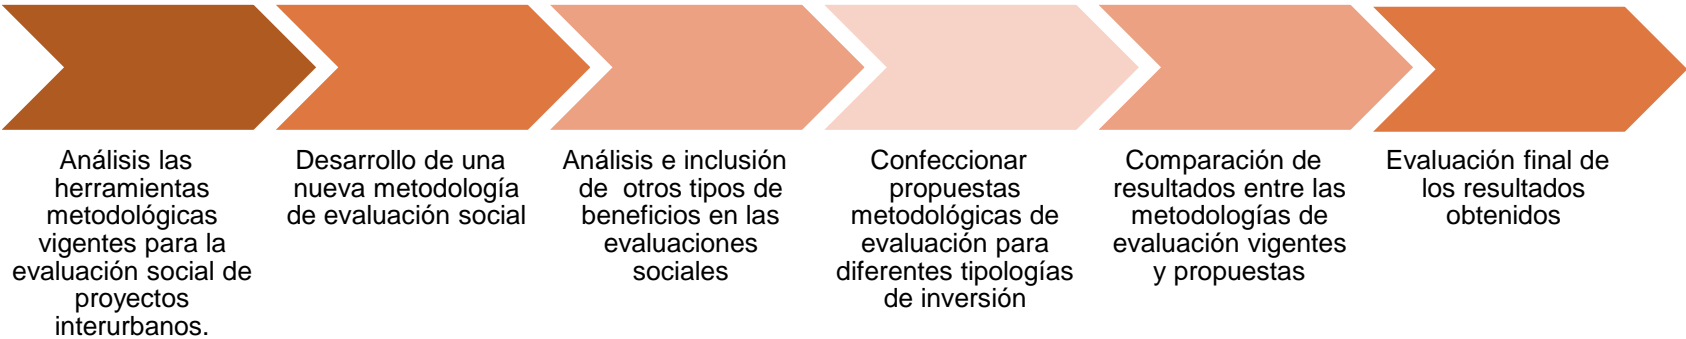 Análisis las
herramientas
metodológicas
vigentes para la
evaluación social de
proyectos
interurbanos.
Desarrollo de una
nueva metodología
de evaluación social
Análisis e inclusión
de otros tipos de
beneficios en las
evaluaciones
sociales
Confeccionar
propuestas
metodológicas de
evaluación para
diferentes tipologías
de inversión
Comparación de
resultados entre las
metodologías de
evaluación vigentes
y propuestas
Evaluación final de
los resultados
obtenidos